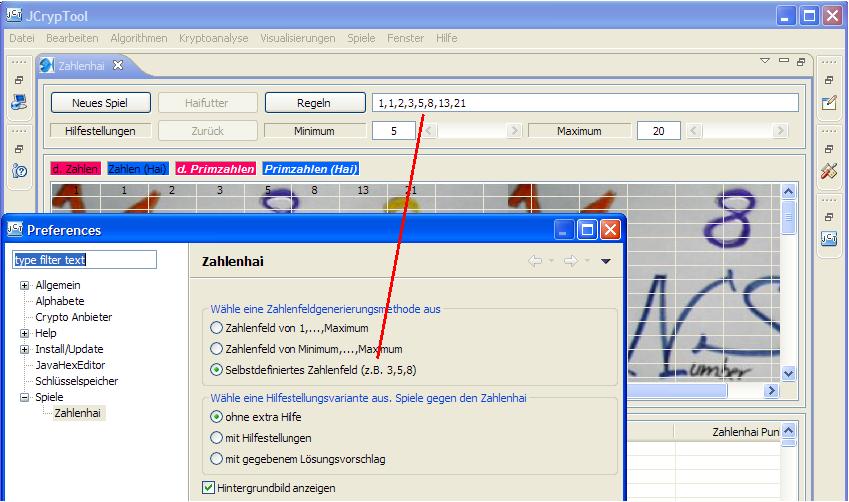 JCrypTool
Datei Bearbeiten Algorithmen Kryptoanalyse Visualisierungen Spiele Fenster Hilfe
Zahlenhai
Neues Spiel Haifutter Regeln 1,1,2,3,5,8,13,21
Hilfestellungen Zurück Minimum 5 Maximum 20
d. Zahlen Zahlen (Hai) d. Primzahlen Primzahlen (Hai)
1 1 2 3 5 8 13 21
8
umber
Preferences
type filter text
Allgemein
Alphabete
Crypto Anbieter
Help
Install/Update
JavaHexEditor
Schlüsselspeicher
Spiele
Zahlenhai
Zahlenhai
Wähle eine Zahlenfeldgenerierungsmethode aus
Zahlenfeld von 1,...,Maximum
Zahlenfeld von Minimum,...,Maximum
Selbstdefiniertes Zahlenfeld (z.B. 3,5,8)
Wähle eine Hilfestellungsvariante aus. Spiele gegen den Zahlenhai
ohne extra Hilfe
mit Hilfestellungen
mit gegebenem Lösungsvorschlag
Hintergrundbild anzeigen
Zahlenhai Pun